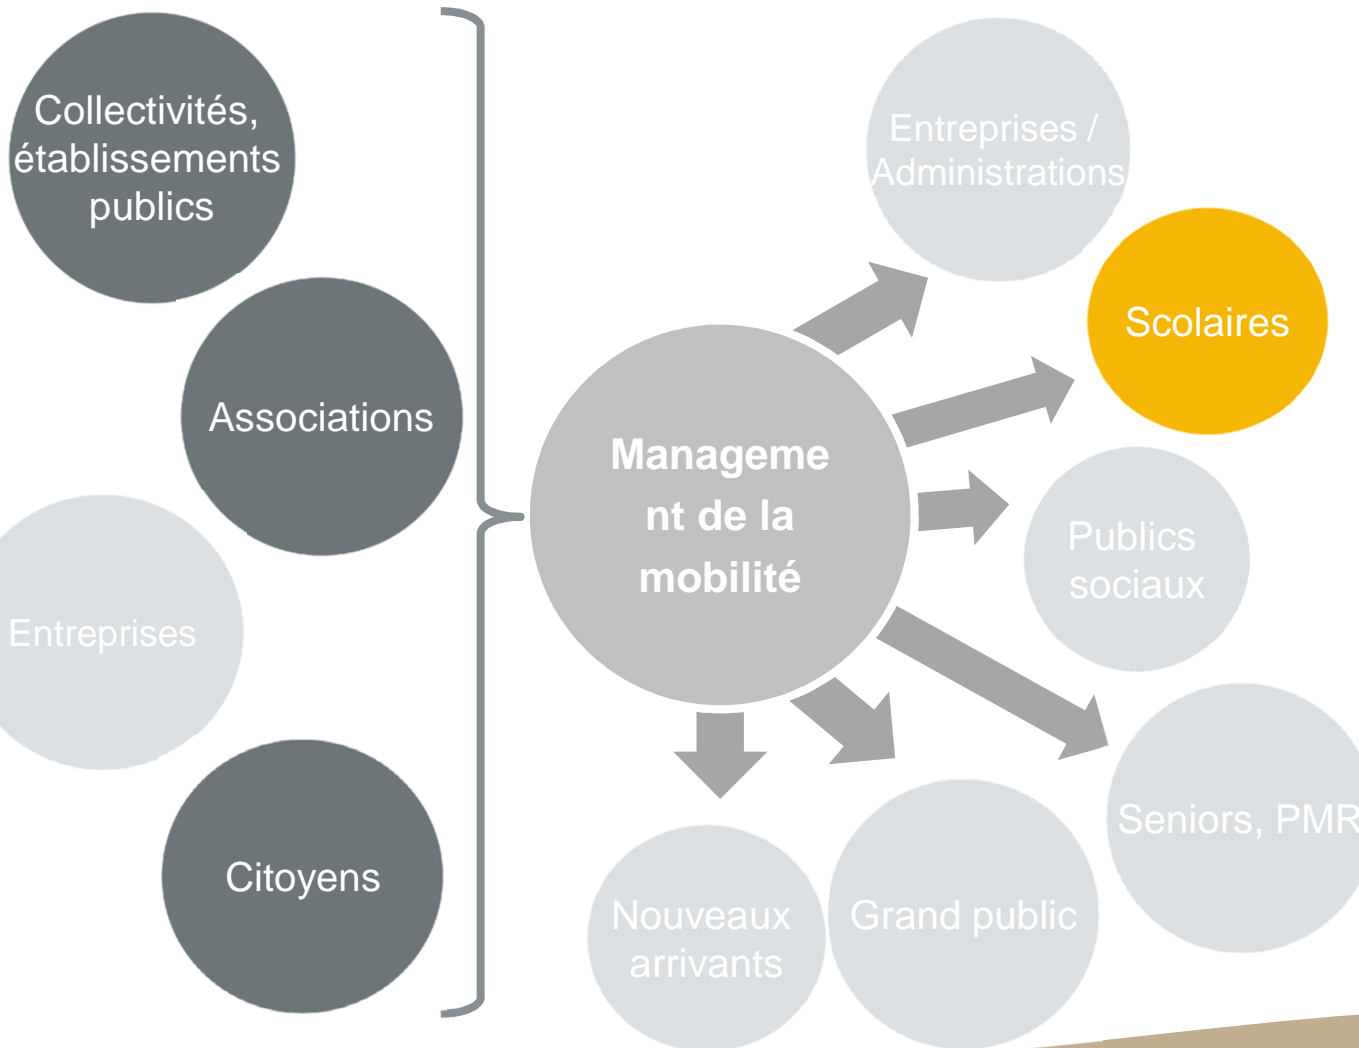 Collectivités,
établissements
publics
Associations
Entreprises
Citoyens
Manageme
nt de la
mobilité
Entreprises /
Administrations
Scolaires
Publics
sociaux
Seniors, PMR
Grand public
Nouveaux
arrivants